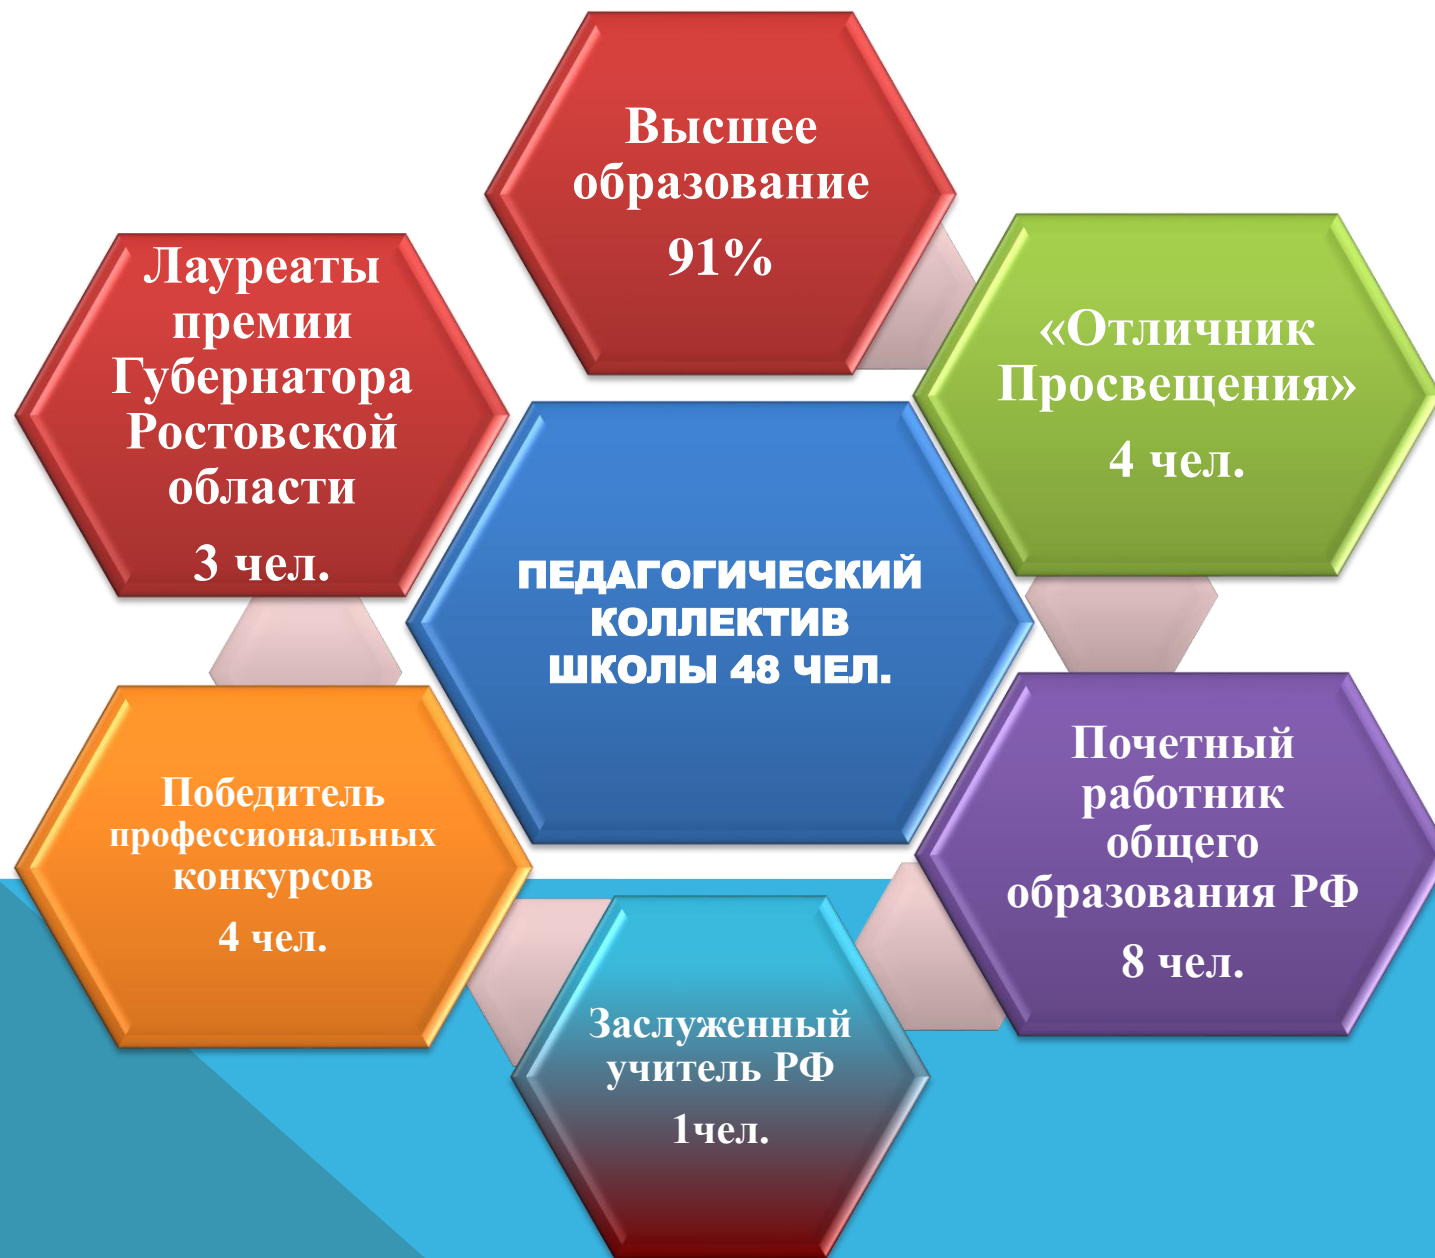 Высшее
образование
91%
«Отличник
Просвещения»
4 чел.
Почетный
работник
общего
образования РФ
8 чел.
Заслуженный
учитель РФ
1чел.
Победитель
профессиональных
конкурсов
4 чел.
Лауреаты
премии
Губернатора
Ростовской
области
3 чел.
ПЕДАГОГИЧЕСКИЙ
КОЛЛЕКТИВ
ШКОЛЫ 48 ЧЕЛ.